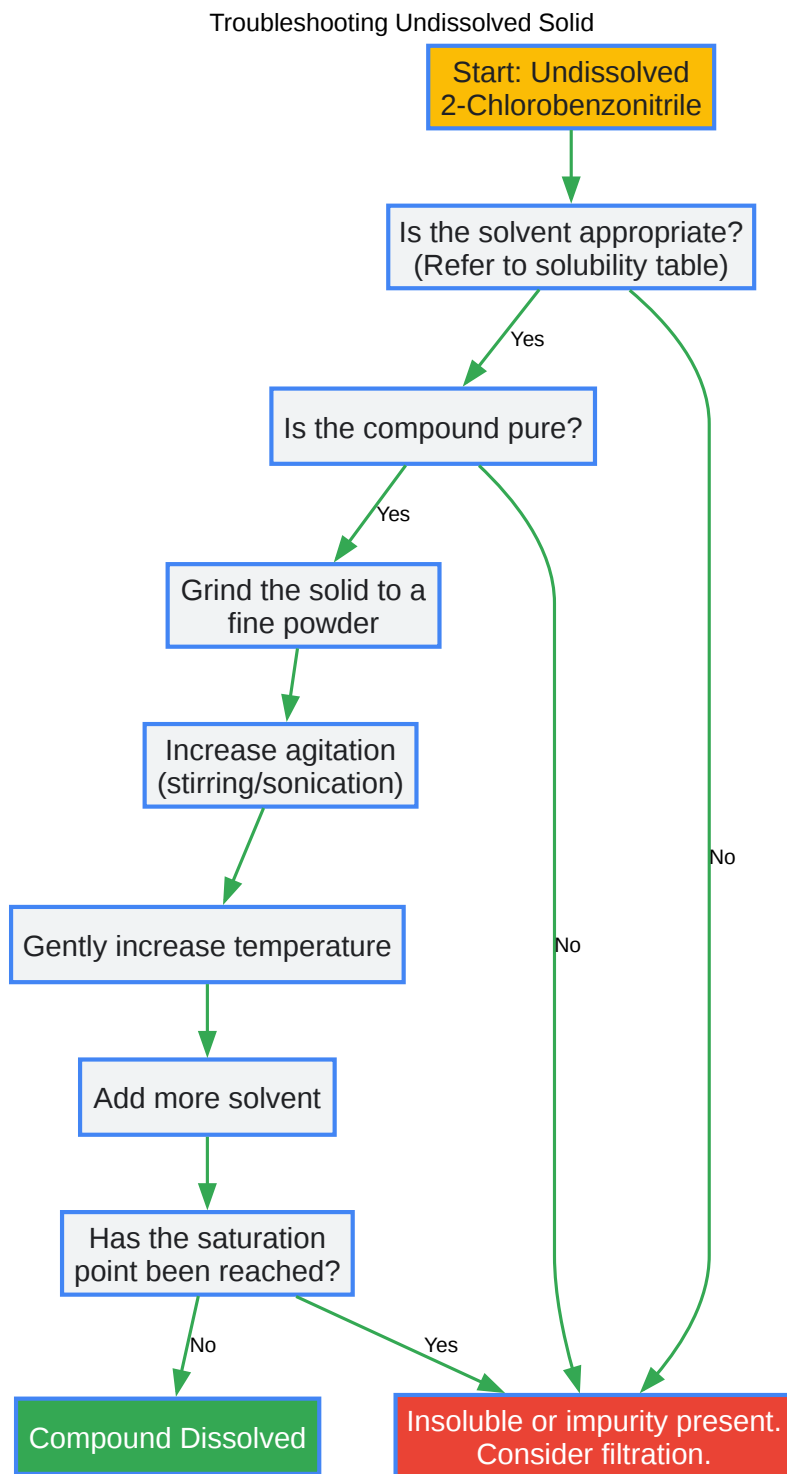 Troubleshooting Undissolved Solid
Start: Undissolved
2-Chlorobenzonitrile
Is the solvent appropriate?
(Refer to solubility table)
Yes
Is the compound pure?
Yes
Grind the solid to a
fine powder
Increase agitation
(stirring/sonication)
No
Gently increase temperature
No
Add more solvent
Has the saturation
point been reached?
No
Yes
Compound Dissolved
Insoluble or impurity present.
Consider filtration.